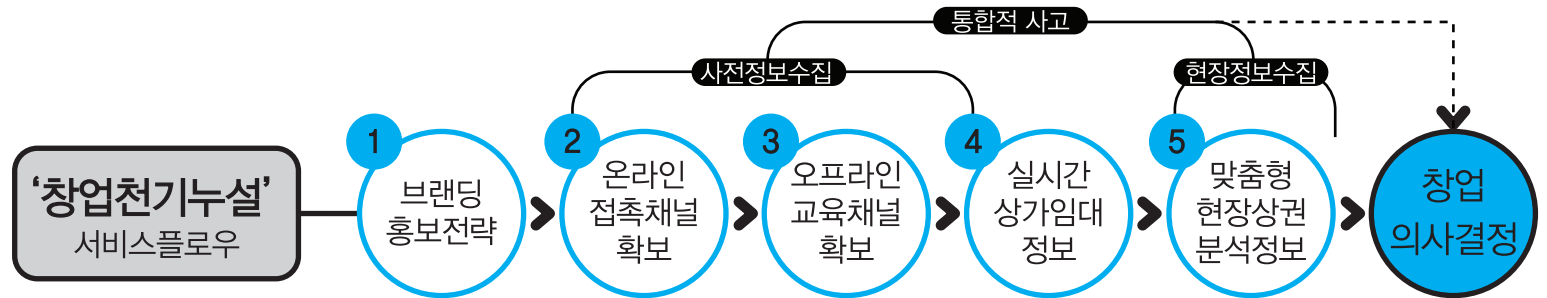 통합적 사고
사전정보수집
현장정보수집
‘창업천기누설’
서비스플로우
1
브랜딩
홍보전략
2
온라인
접촉채널
확보
3
오프라인
교육채널
확보
4
실시간
상가임대
정보
5
맞춤형
현장상권
분석정보
창업
의사결정